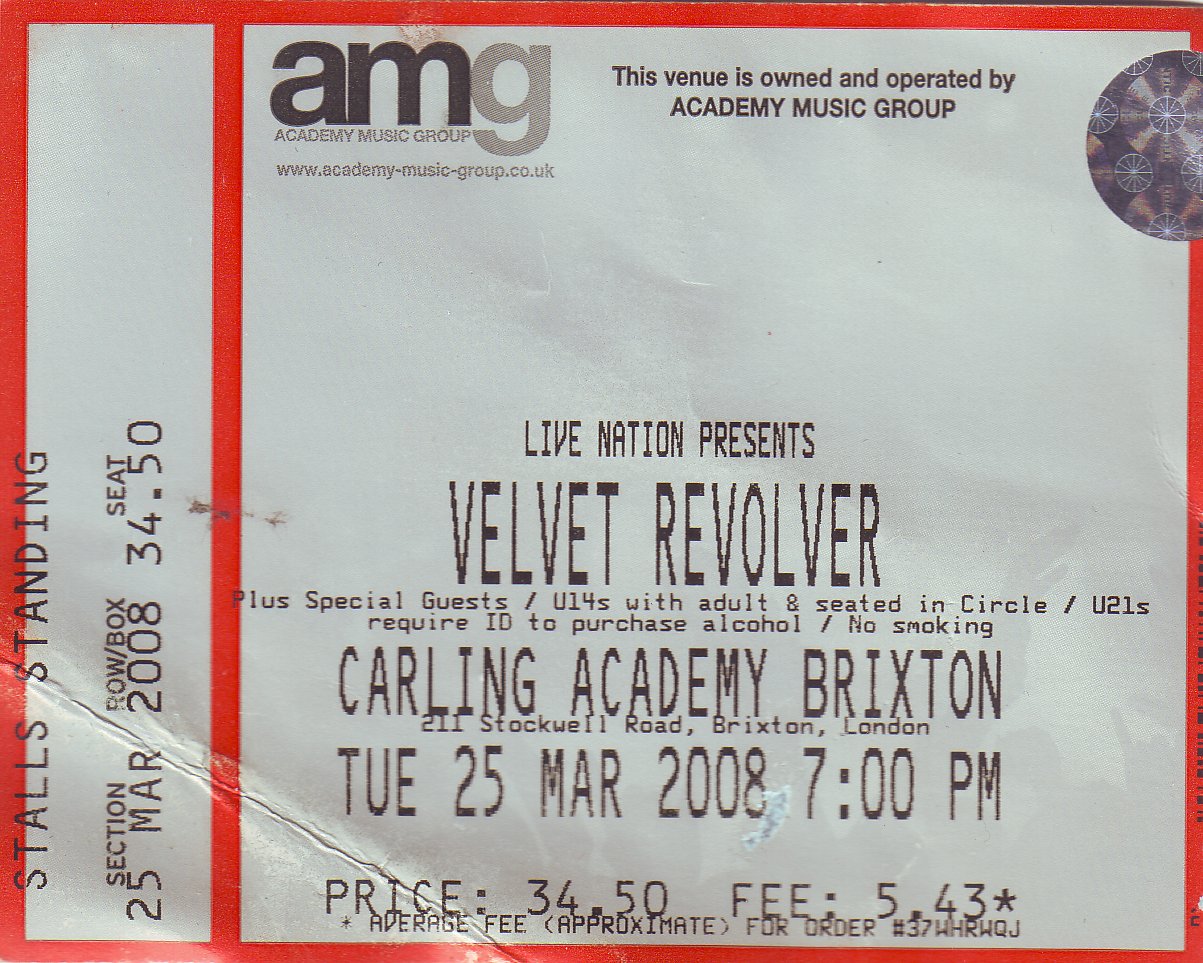 amg
ACADEMY MUSIC GROUP
www.academy-music-group.co.uk
This venue is owned and operated by
ACADEMY MUSIC GROUP
LIVE NATION PRESENTS
VELVET REVOLVER
Plus Special Guests / U14s with adult & seated in Circle / U21s
require ID to purchase alcohol / No smoking
CARLING ACADEMY BRIXTON
211 Stockwell Road, Brixton, London
TUE 25 MAR 2008 7:00 PM
PRICE: 34.50 FEE: 5.43*
* AVERAGE FEE (APPROXIMATE) FOR ORDER #37WHRWQJ
STALLS STANDING
SECTION ROW/BOX SEAT
25 MAR 2008 34.50